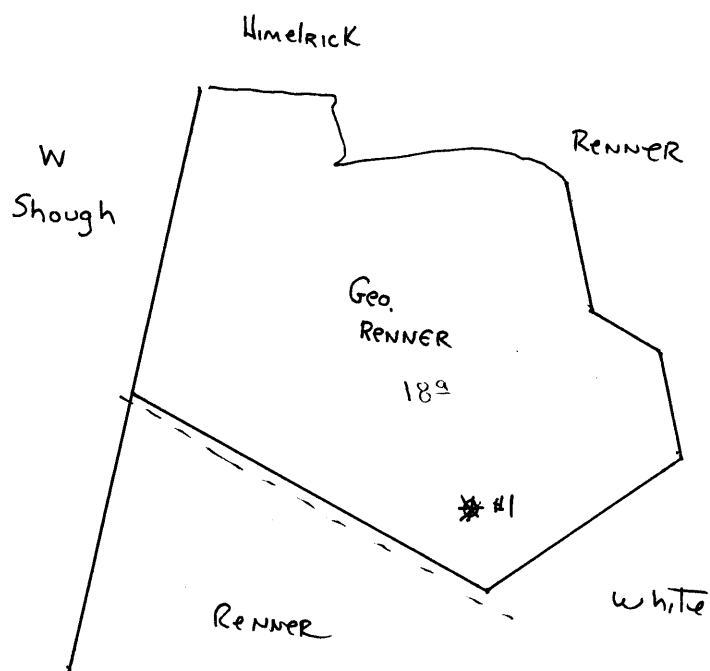 HIMELRICK
RENNER
W
Shough
Geo.
RENNER
18a
#1
RENNER
White